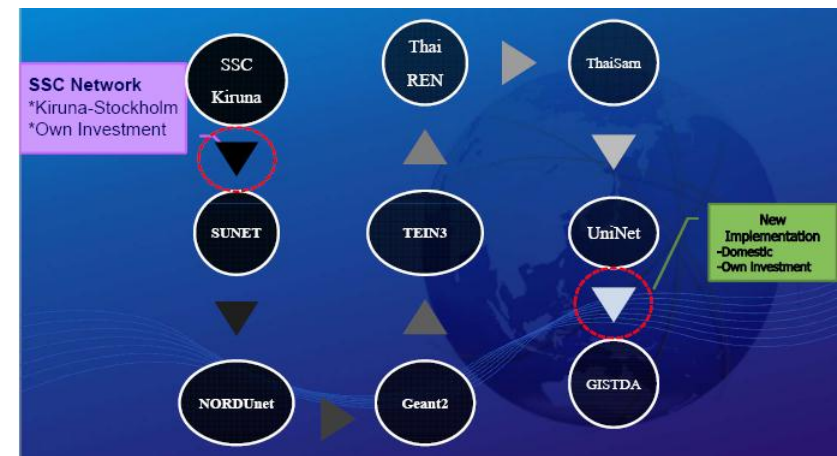 SSC Network
*Kiruna-Stockholm
*Own Investment
SSC
Kiruna
SUNET
NORDUnet
Geant2
TEIN3
Thai
REN
ThaiSam
UniNet
GISTDA
New
Implementation
-Domestic
-Own Investment